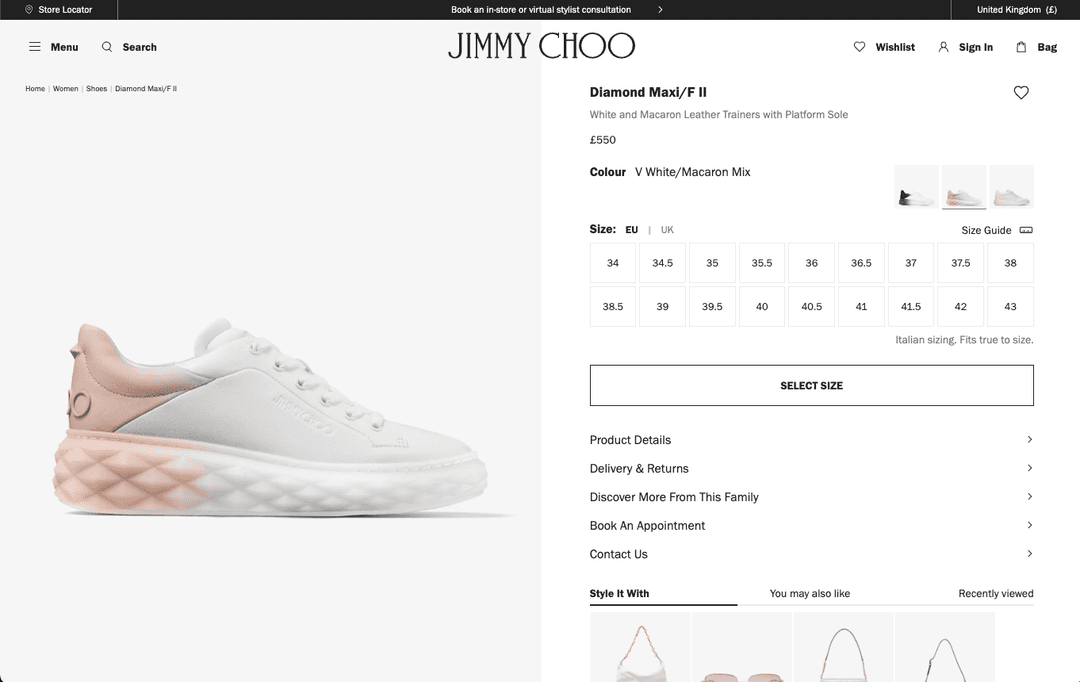 Store Locator
Book an in-store or virtual stylist consultation
United Kingdom (£)
Menu
Search
JIMMY CHOO
Wishlist
Sign In
Bag
Home | Women | Shoes | Diamond Maxi/F II
Diamond Maxi/F II
White and Macaron Leather Trainers with Platform Sole
£550
Colour V White/Macaron Mix
Size: EU | UK
Size Guide
34 34.5 35 35.5 36 36.5 37 37.5 38
38.5 39 39.5 40 40.5 41 41.5 42 43
Italian sizing. Fits true to size.
SELECT SIZE
Product Details
Delivery & Returns
Discover More From This Family
Book An Appointment
Contact Us
Style It With
You may also like
Recently viewed
JIMMY CHOO